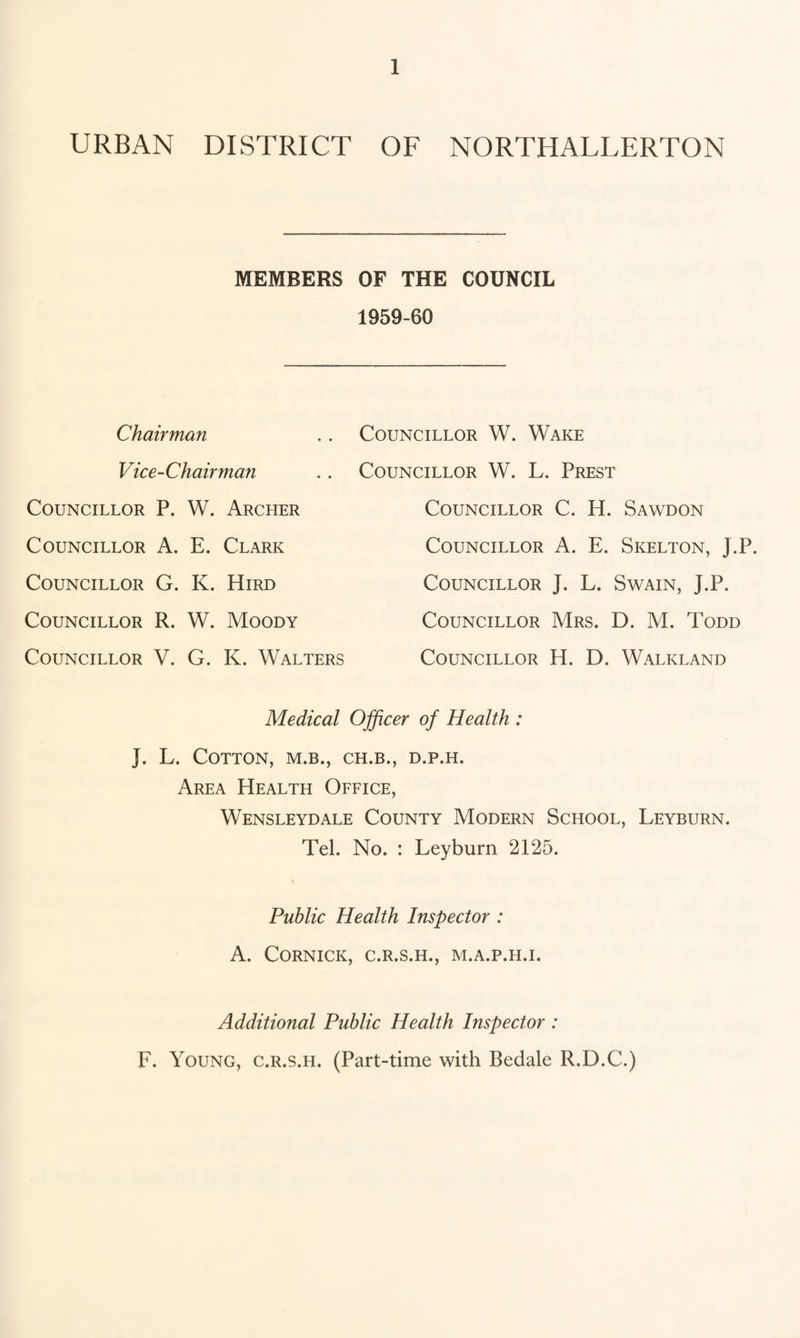 1
URBAN DISTRICT OF NORTHALLERTON
MEMBERS OF THE COUNCIL
1959-60
Chairman .. Councillor W. Wake
Vice-Chairman .. Councillor W. L. Prest
Councillor P. W. Archer Councillor C. H. Sawdon
Councillor A. E. Clark Councillor A. E. Skelton, J.P.
Councillor G. K. Hird Councillor J. L. Swain, J.P.
Councillor R. W. Moody Councillor Mrs. D. M. Todd
Councillor V. G. K. Walters Councillor H. D. Walkland
Medical Officer of Health :
J. L. Cotton, M.B., CH.B., D.P.H.
Area Health Office,
Wensleydale County Modern School, Leyburn.
Tel. No. : Leyburn 2125.
Public Health Inspector :
A. Cornick, C.R.S.H., M.A.P.H.I.
Additional Public Health Inspector :
F. Young, C.R.S.H. (Part-time with Bedale R.D.C.)